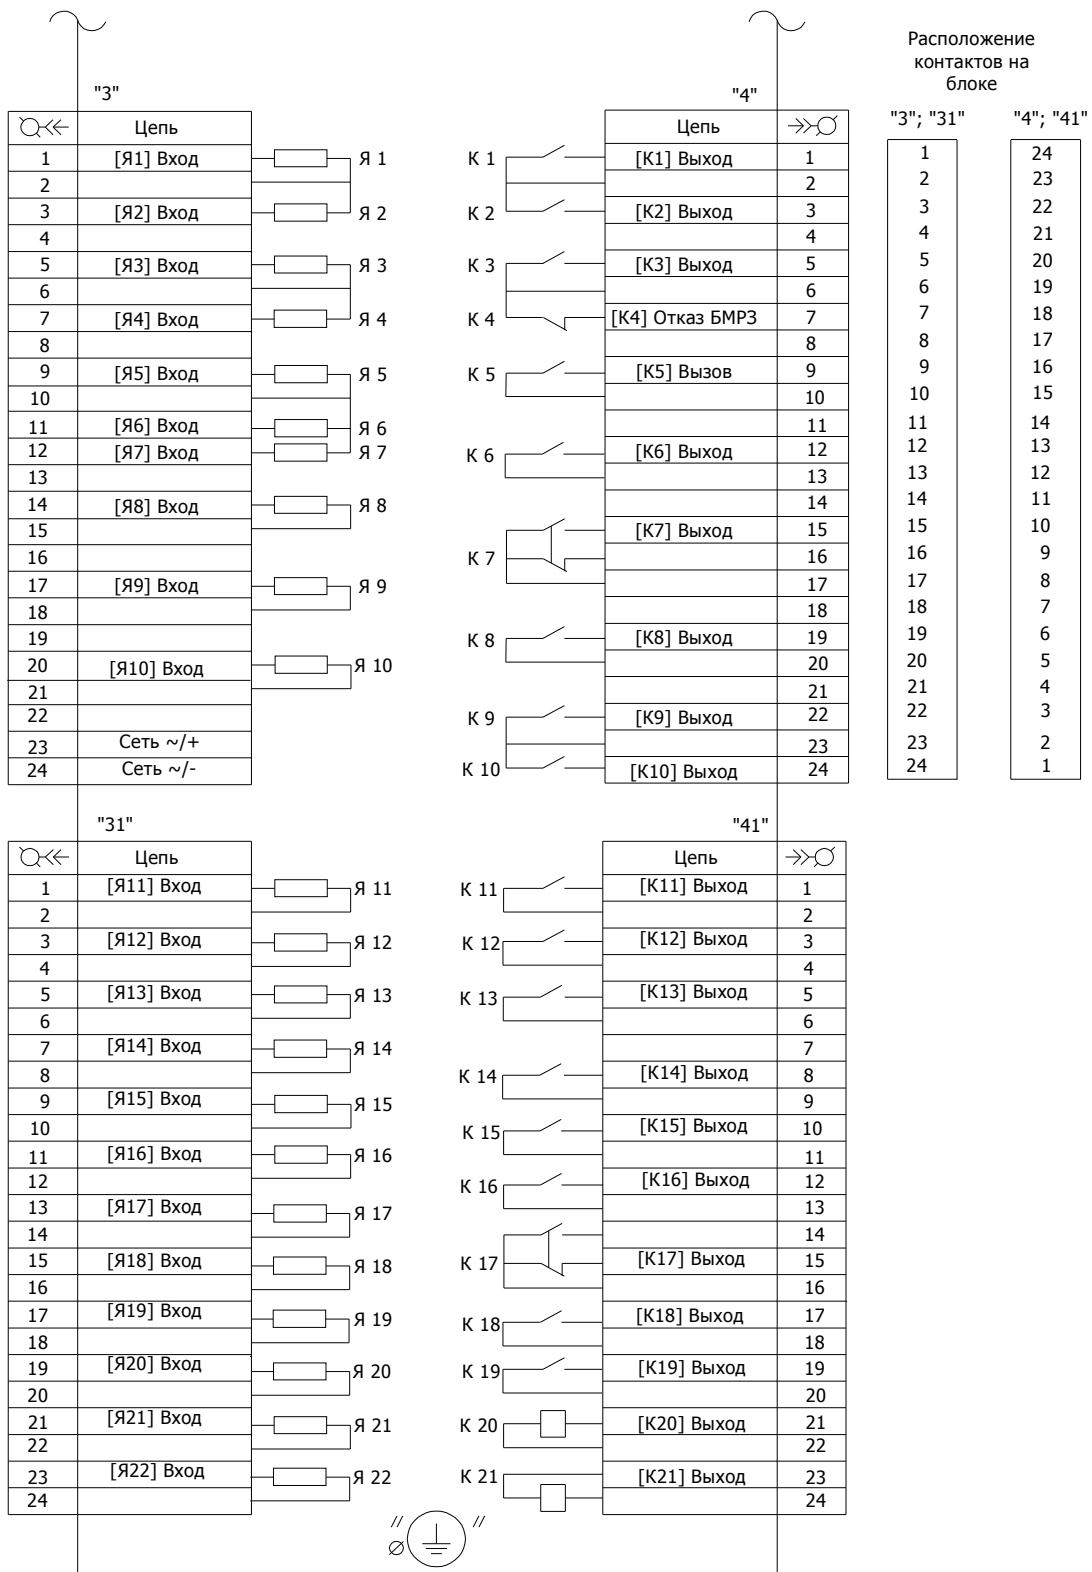 Расположение
контактов на
блоке
"3"; "31" "4"; "41"
1 24
2 23
3 22
4 21
5 20
6 19
7 18
8 17
9 16
10 15
11 14
12 13
13 12
14 11
15 10
16 9
17 8
18 7
19 6
20 5
21 4
22 3
23 2
24 1
"3"
Цепь
1 [Я1] Вход Я 1
2
3 [Я2] Вход Я 2
4
5 [Я3] Вход Я 3
6
7 [Я4] Вход Я 4
8
9 [Я5] Вход Я 5
10
11 [Я6] Вход Я 6
12 [Я7] Вход Я 7
13
14 [Я8] Вход Я 8
15
16
17 [Я9] Вход Я 9
18
19
20 [Я10] Вход Я 10
21
22
23 Сеть ~/+
24 Сеть ~/-
"4"
Цепь
К 1 [К1] Выход 1
2
К 2 [К2] Выход 3
4
К 3 [К3] Выход 5
6
К 4 [К4] Отказ БМРЗ 7
8
К 5 [К5] Вызов 9
10
11
К 6 [К6] Выход 12
13
14
[К7] Выход 15
К 7 16
17
18
К 8 [К8] Выход 19
20
21
К 9 [К9] Выход 22
23
К 10 [К10] Выход 24
"31"
Цепь
1 [Я11] Вход Я 11
2
3 [Я12] Вход Я 12
4
5 [Я13] Вход Я 13
6
7 [Я14] Вход Я 14
8
9 [Я15] Вход Я 15
10
11 [Я16] Вход Я 16
12
13 [Я17] Вход Я 17
14
15 [Я18] Вход Я 18
16
17 [Я19] Вход Я 19
18
19 [Я20] Вход Я 20
20
21 [Я21] Вход Я 21
22
23 [Я22] Вход Я 22
24
"41"
Цепь
К 11 [К11] Выход 1
2
К 12 [К12] Выход 3
4
К 13 [К13] Выход 5
6
7
К 14 [К14] Выход 8
9
К 15 [К15] Выход 10
11
К 16 [К16] Выход 12
13
14
К 17 [К17] Выход 15
16
К 18 [К18] Выход 17
18
К 19 [К19] Выход 19
20
К 20 [К20] Выход 21
22
К 21 [К21] Выход 23
24